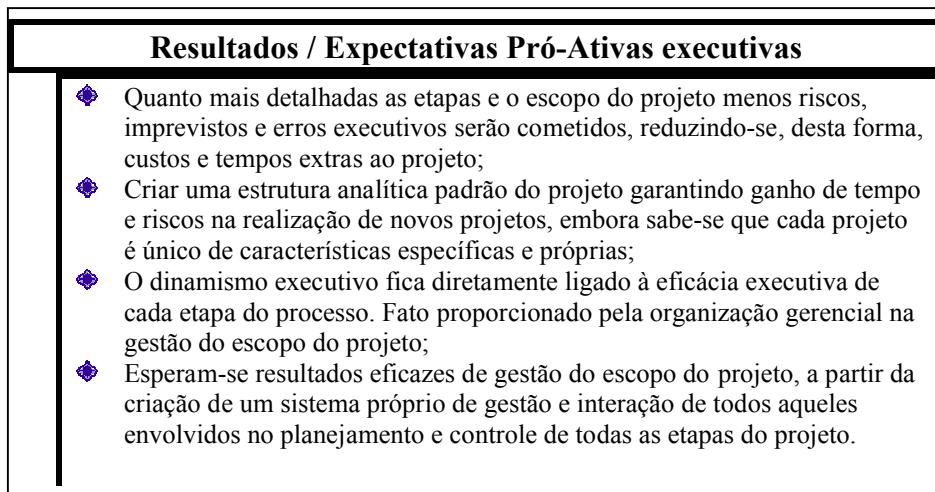 Resultados / Expectativas Pró-Ativas executivas
Quanto mais detalhadas as etapas e o escopo do projeto menos riscos,
imprevistos e erros executivos serão cometidos, reduzindo-se, desta forma,
custos e tempos extras ao projeto;
Criar uma estrutura analítica padrão do projeto garantindo ganho de tempo
e riscos na realização de novos projetos, embora sabe-se que cada projeto
é único de características específicas e próprias;
O dinamismo executivo fica diretamente ligado à eficácia executiva de
cada etapa do processo. Fato proporcionado pela organização gerencial na
gestão do escopo do projeto;
Esperam-se resultados eficazes de gestão do escopo do projeto, a partir da
criação de um sistema próprio de gestão e interação de todos aqueles
envolvidos no planejamento e controle de todas as etapas do projeto.